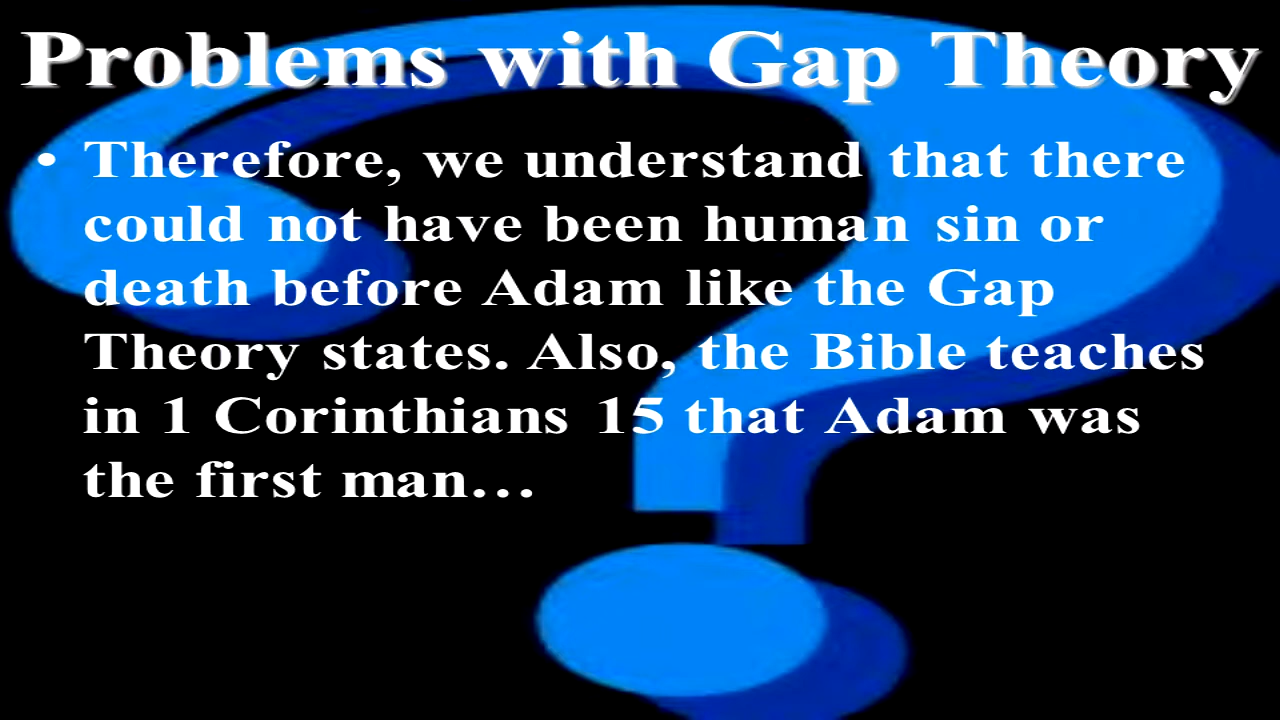 Problems with Gap Theory
• Therefore, we understand that there
could not have been human sin or
death before Adam like the Gap
Theory states. Also, the Bible teaches
in 1 Corinthians 15 that Adam was
the first man…